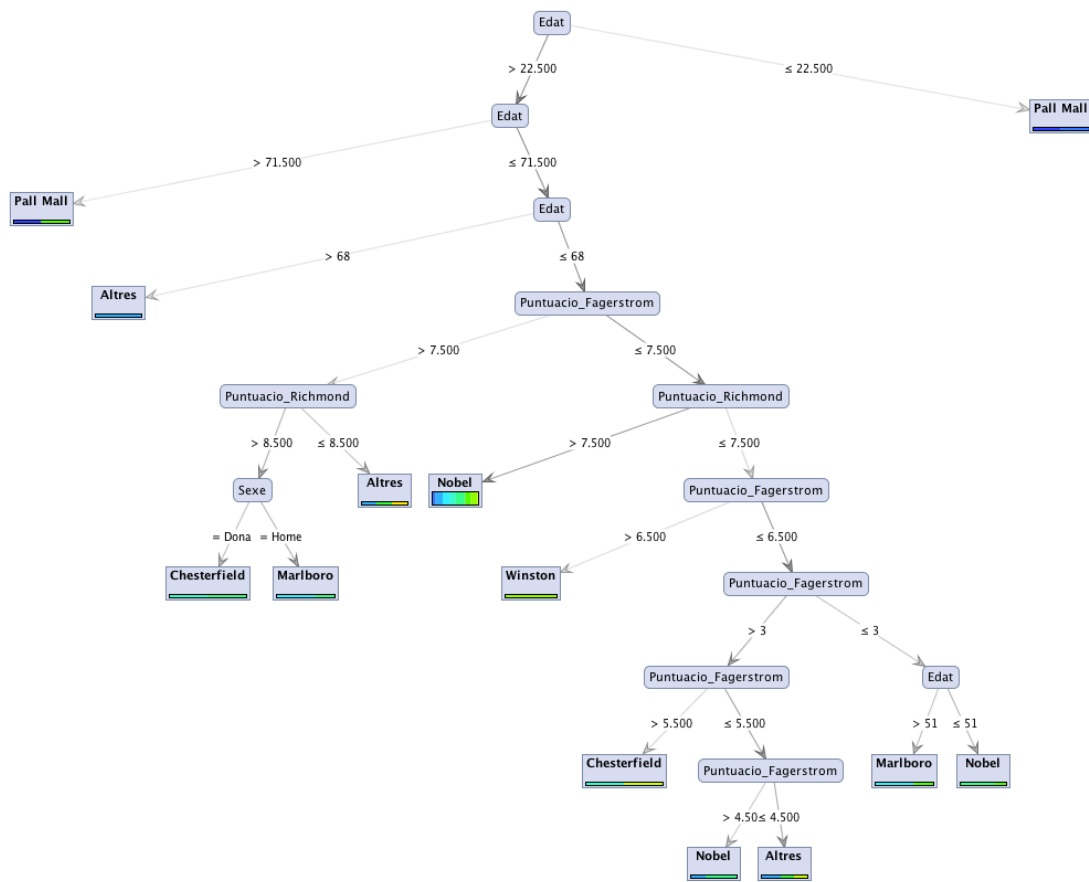 Edat
> 22.500
≤ 22.500
Edat
Pall Mall
> 71.500
≤ 71.500
Pall Mall
Edat
> 68
≤ 68
Altres
Puntuacio_Fagerstrom
> 7.500
≤ 7.500
Puntuacio_Richmond
Puntuacio_Richmond
> 8.500
≤ 8.500
> 7.500
≤ 7.500
Sexe
Altres
Nobel
Puntuacio_Fagerstrom
= Dona
= Home
> 6.500
≤ 6.500
Chesterfield
Marlboro
Winston
Puntuacio_Fagerstrom
> 3
≤ 3
Puntuacio_Fagerstrom
Edat
> 5.500
≤ 5.500
> 51
≤ 51
Chesterfield
Puntuacio_Fagerstrom
Marlboro
Nobel
> 4.50
≤ 4.500
Nobel
Altres